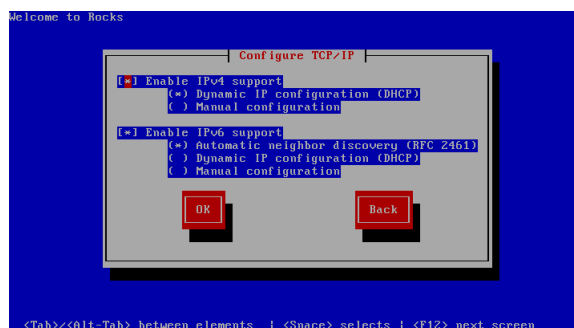 Welcome to Rocks
Configure TCP/IP
[*] Enable IPv4 support
(*) Dynamic IP configuration (DHCP)
( ) Manual configuration
[*] Enable IPv6 support
(*) Automatic neighbor discovery (RFC 2461)
( ) Dynamic IP configuration (DHCP)
( ) Manual configuration
OK Back
<Tab>/<Alt-Tab> between elements | <Space> selects | <F12> next screen